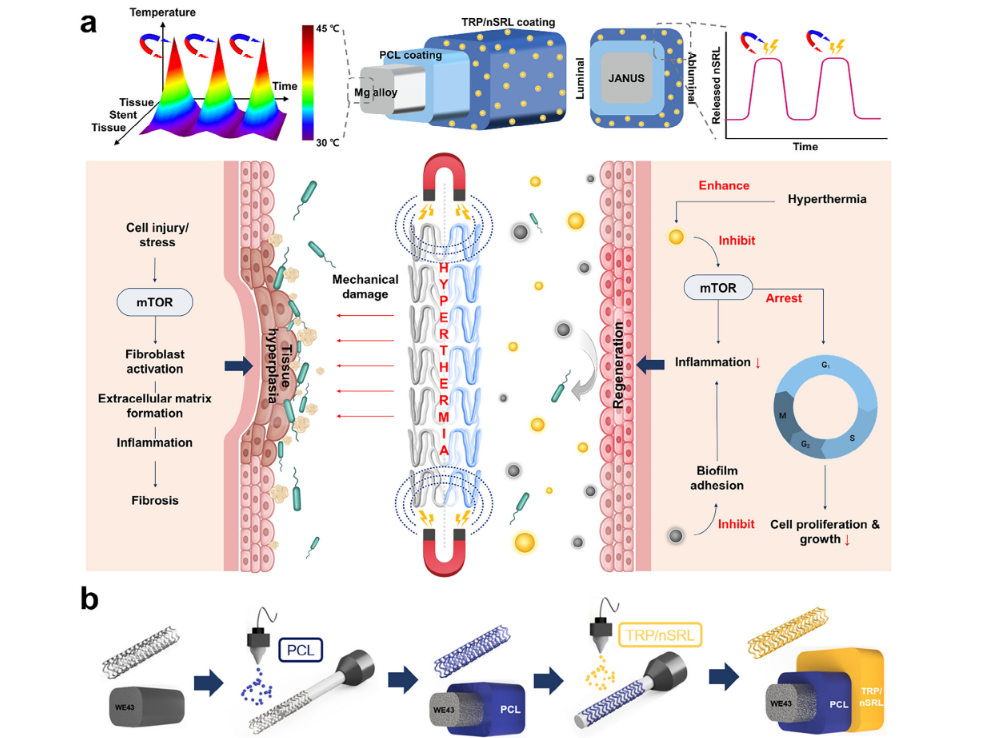 a
Temperature
45 ℃
Time
Tissue
Stent
Tissue
30 ℃
TRP/nSRL coating
PCL coating
Mg alloy
Luminal
JANUS
Abluminal
Released nSRL
Time
Cell injury/
stress
mTOR
Fibroblast
activation
Extracellular matrix
formation
Inflammation
Fibrosis
Tissue
hyperplasia
Mechanical
damage
HYPERTHERMIA
Regeneration
Enhance
Hyperthermia
Inhibit
mTOR
Arrest
Inflammation ↓
G₁
M
G₂
S
Biofilm
adhesion
Inhibit
Cell proliferation &
growth ↓
b
WE43
PCL
WE43
PCL
TRP/nSRL
WE43
PCL
TRP/
nSRL